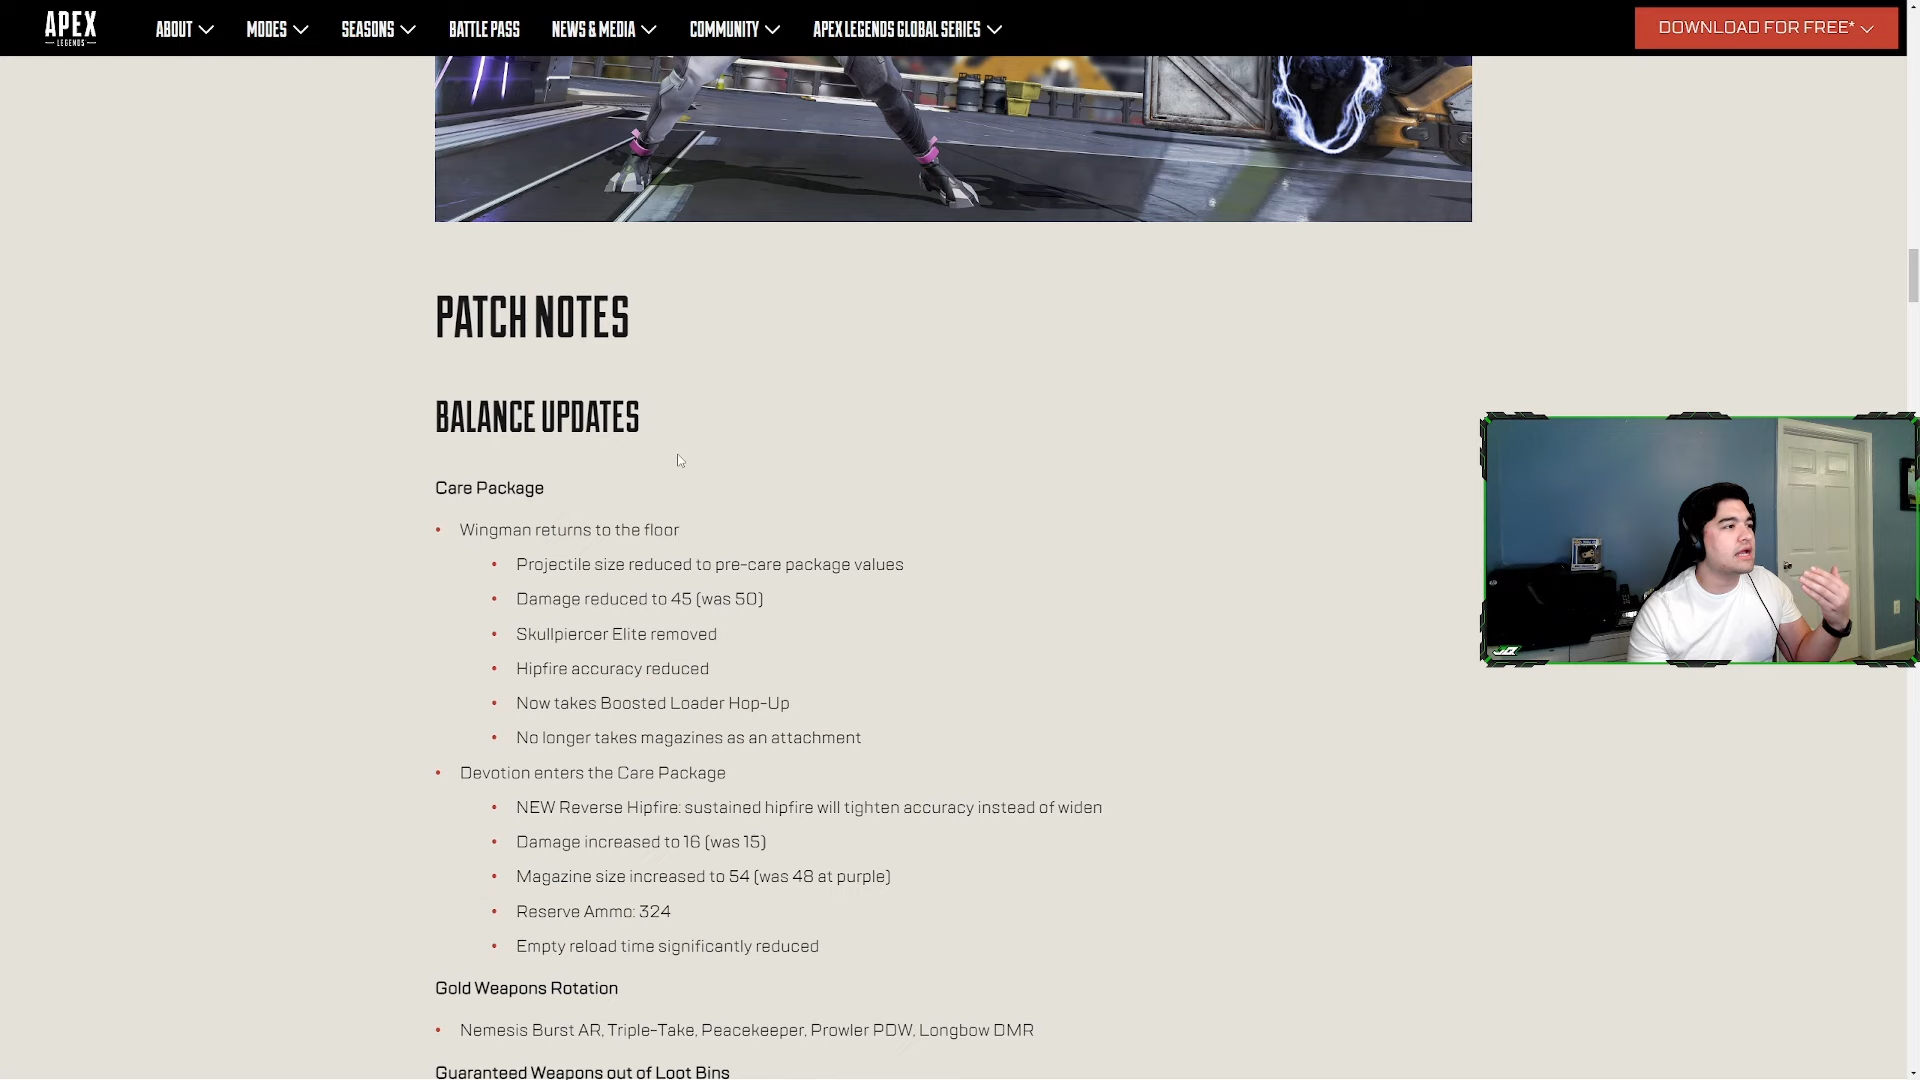 APEX
LEGENDS
ABOUT
MODES
SEASONS
BATTLE PASS
NEWS & MEDIA
COMMUNITY
APEX LEGENDS GLOBAL SERIES
DOWNLOAD FOR FREE*
PATCH NOTES
BALANCE UPDATES
Care Package
Wingman returns to the floor
Projectile size reduced to pre-care package values
Damage reduced to 45 (was 50)
Skullpiercer Elite removed
Hipfire accuracy reduced
Now takes Boosted Loader Hop-Up
No longer takes magazines as an attachment
Devotion enters the Care Package
NEW Reverse Hipfire: sustained hipfire will tighten accuracy instead of widen
Damage increased to 16 (was 15)
Magazine size increased to 54 (was 48 at purple)
Reserve Ammo: 324
Empty reload time significantly reduced
Gold Weapons Rotation
Nemesis Burst AR, Triple-Take, Peacekeeper, Prowler PDW, Longbow DMR
Guaranteed Weapons out of Loot Bins